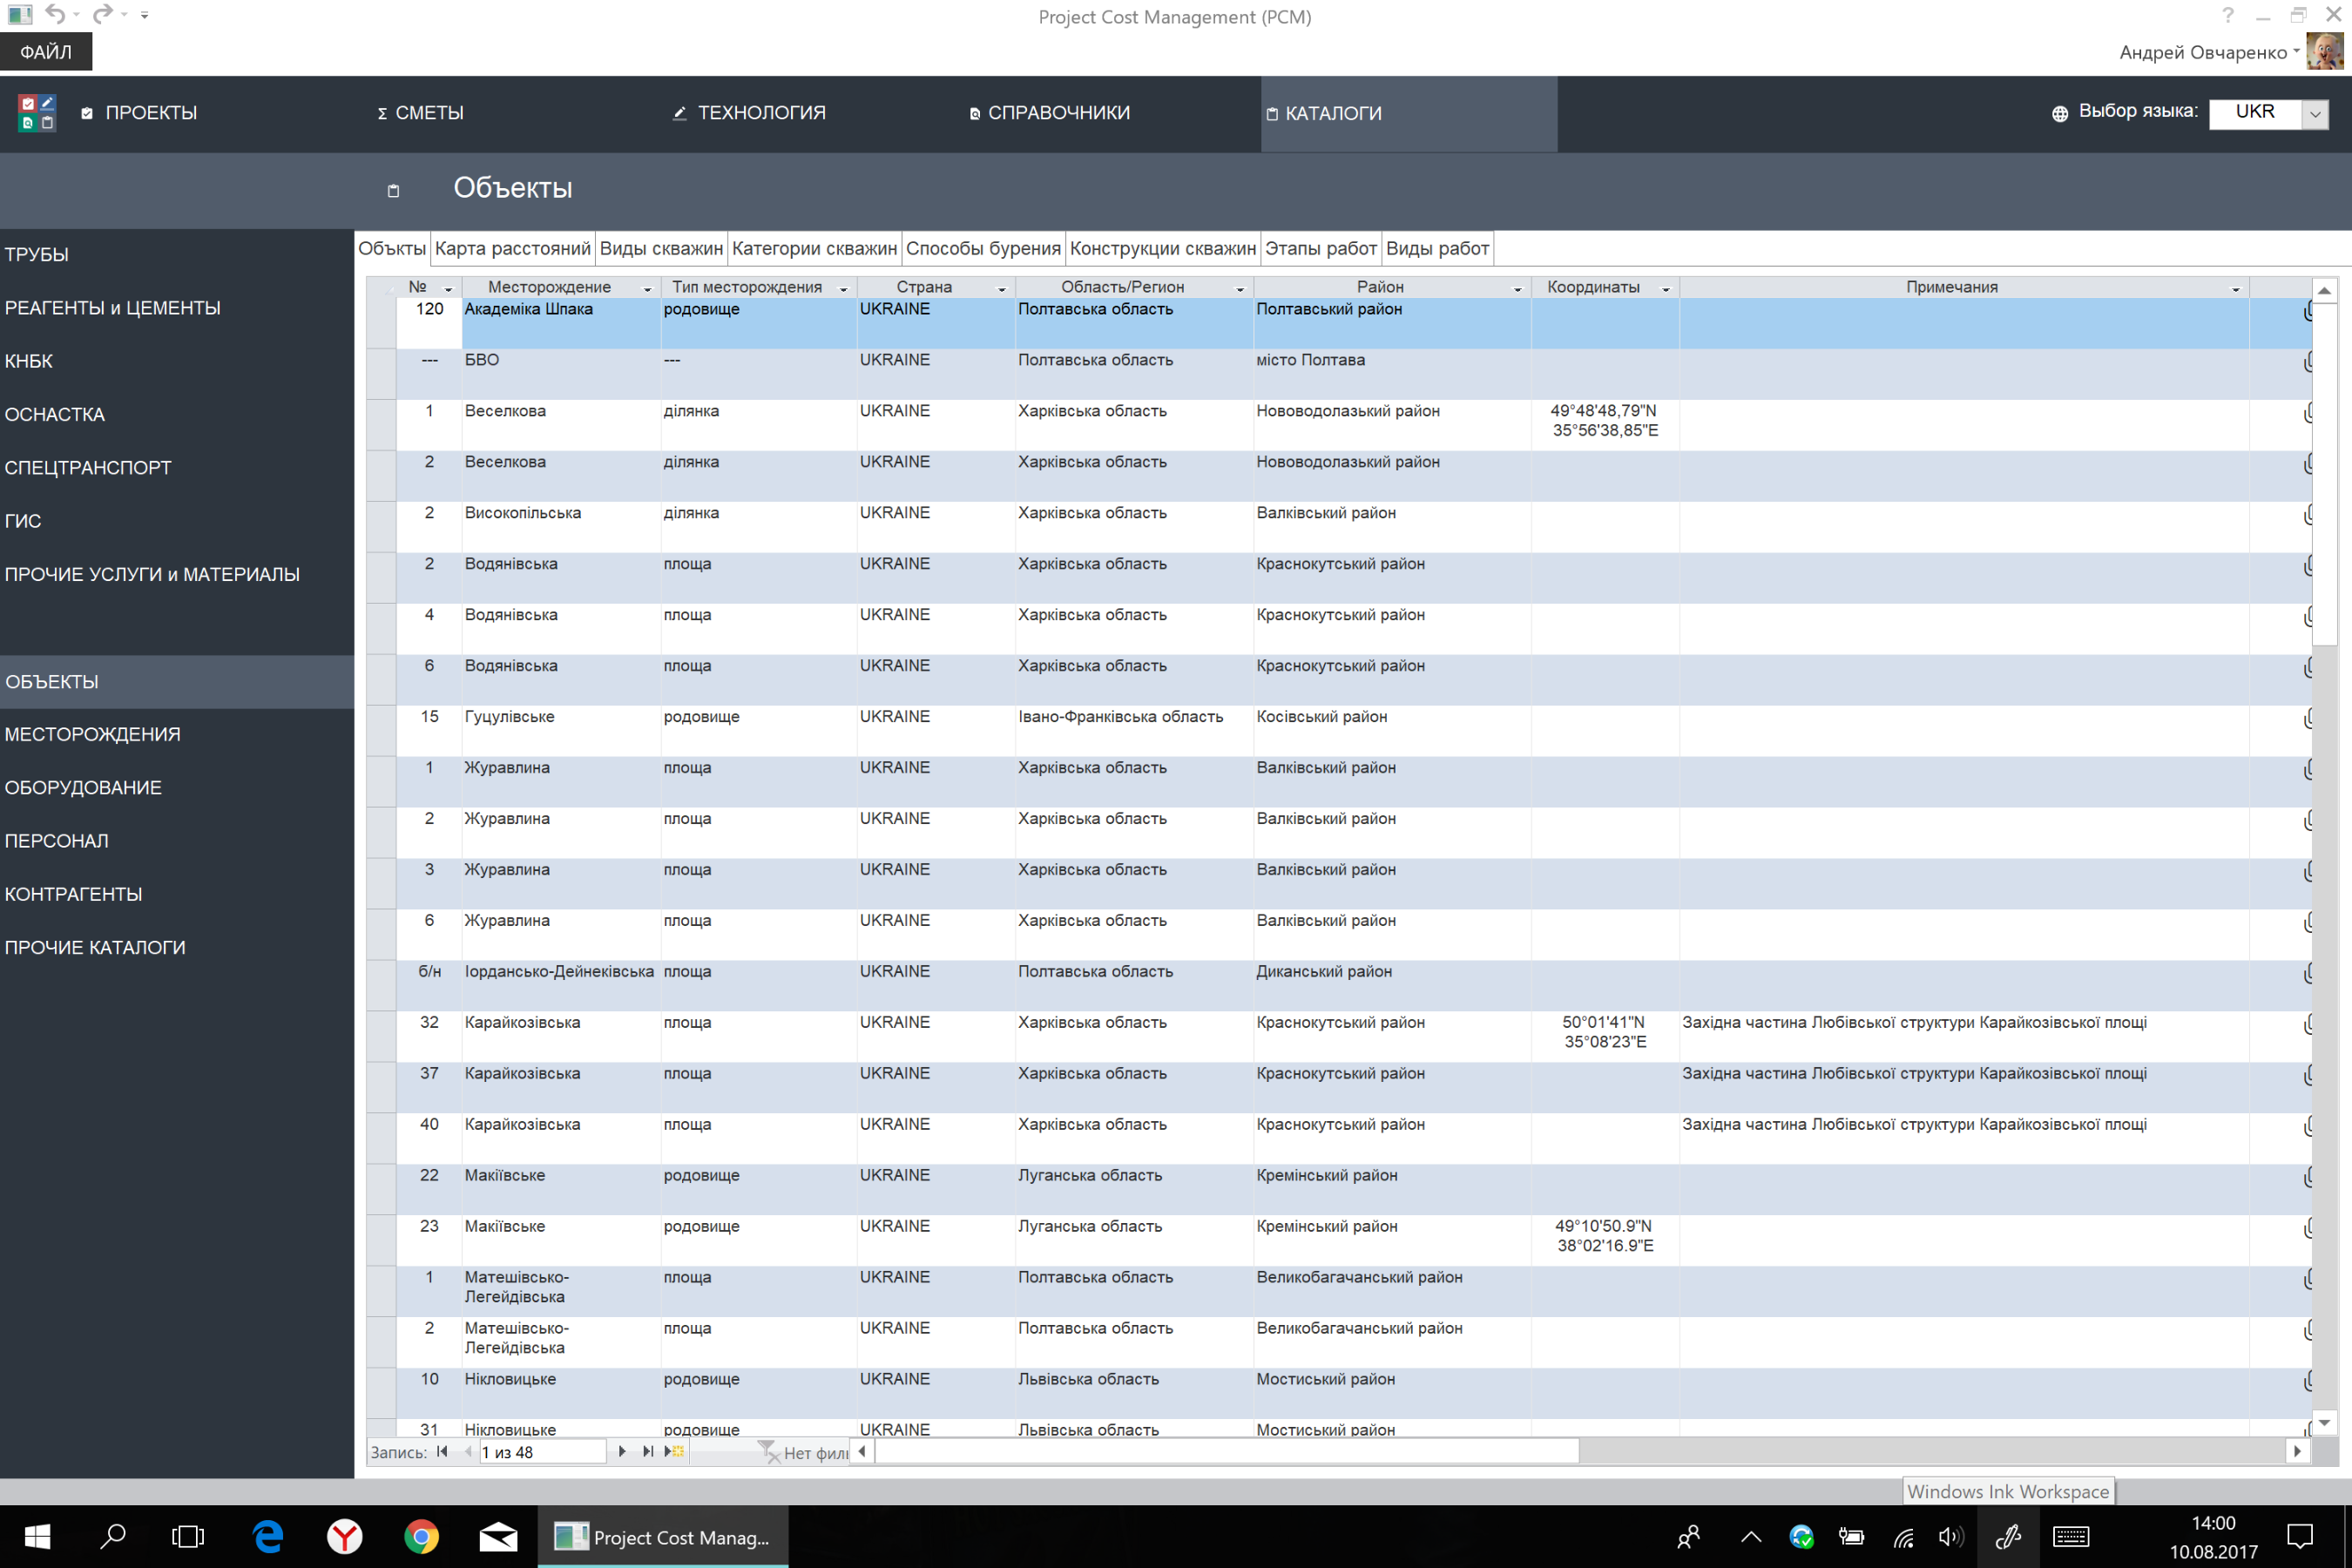 Project Cost Management (PCM)
ФАЙЛ
Андрей Овчаренко
ПРОЕКТЫ
Σ СМЕТЫ
ТЕХНОЛОГИЯ
СПРАВОЧНИКИ
КАТАЛОГИ
Выбор языка: UKR
Объекты
ТРУБЫ
РЕАГЕНТЫ и ЦЕМЕНТЫ
КНБК
ОСНАСТКА
СПЕЦТРАНСПОРТ
ГИС
ПРОЧИЕ УСЛУГИ и МАТЕРИАЛЫ
ОБЪЕКТЫ
МЕСТОРОЖДЕНИЯ
ОБОРУДОВАНИЕ
ПЕРСОНАЛ
КОНТРАГЕНТЫ
ПРОЧИЕ КАТАЛОГИ
Объкты Карта расстояний Виды скважин Категории скважин Способы бурения Конструкции скважин Этапы работ Виды работ
№ Месторождение Тип месторождения Страна Область/Регион Район Координаты Примечания
120 Академіка Шпака родовище UKRAINE Полтавська область Полтавський район
--- БВО --- UKRAINE Полтавська область місто Полтава
1 Веселкова ділянка UKRAINE Харківська область Нововодолазький район 49°48'48,79"N
35°56'38,85"E
2 Веселкова ділянка UKRAINE Харківська область Нововодолазький район
2 Високопільська ділянка UKRAINE Харківська область Валківський район
2 Водянівська площа UKRAINE Харківська область Краснокутський район
4 Водянівська площа UKRAINE Харківська область Краснокутський район
6 Водянівська площа UKRAINE Харківська область Краснокутський район
15 Гуцулівське родовище UKRAINE Івано-Франківська область Косівський район
1 Журавлина площа UKRAINE Харківська область Валківський район
2 Журавлина площа UKRAINE Харківська область Валківський район
3 Журавлина площа UKRAINE Харківська область Валківський район
6 Журавлина площа UKRAINE Харківська область Валківський район
б/н Іордансько-Дейнеківська площа UKRAINE Полтавська область Диканський район
32 Карайкозівська площа UKRAINE Харківська область Краснокутський район 50°01'41"N Західна частина Любівської структури Карайкозівської площі
35°08'23"E
37 Карайкозівська площа UKRAINE Харківська область Краснокутський район Західна частина Любівської структури Карайкозівської площі
40 Карайкозівська площа UKRAINE Харківська область Краснокутський район Західна частина Любівської структури Карайкозівської площі
22 Макіївське родовище UKRAINE Луганська область Кремінський район
23 Макіївське родовище UKRAINE Луганська область Кремінський район 49°10'50.9"N
38°02'16.9"E
1 Матешівсько- площа UKRAINE Полтавська область Великобагачанський район
Легейдівська
2 Матешівсько- площа UKRAINE Полтавська область Великобагачанський район
Легейдівська
10 Нікловицьке родовище UKRAINE Львівська область Мостиський район
31 Нікловицьке родовище UKRAINE Львівська область Мостиський район
Запись: 1 из 48 Нет
Windows Ink Workspace
Project Cost Manag...
14:00
10.08.2017